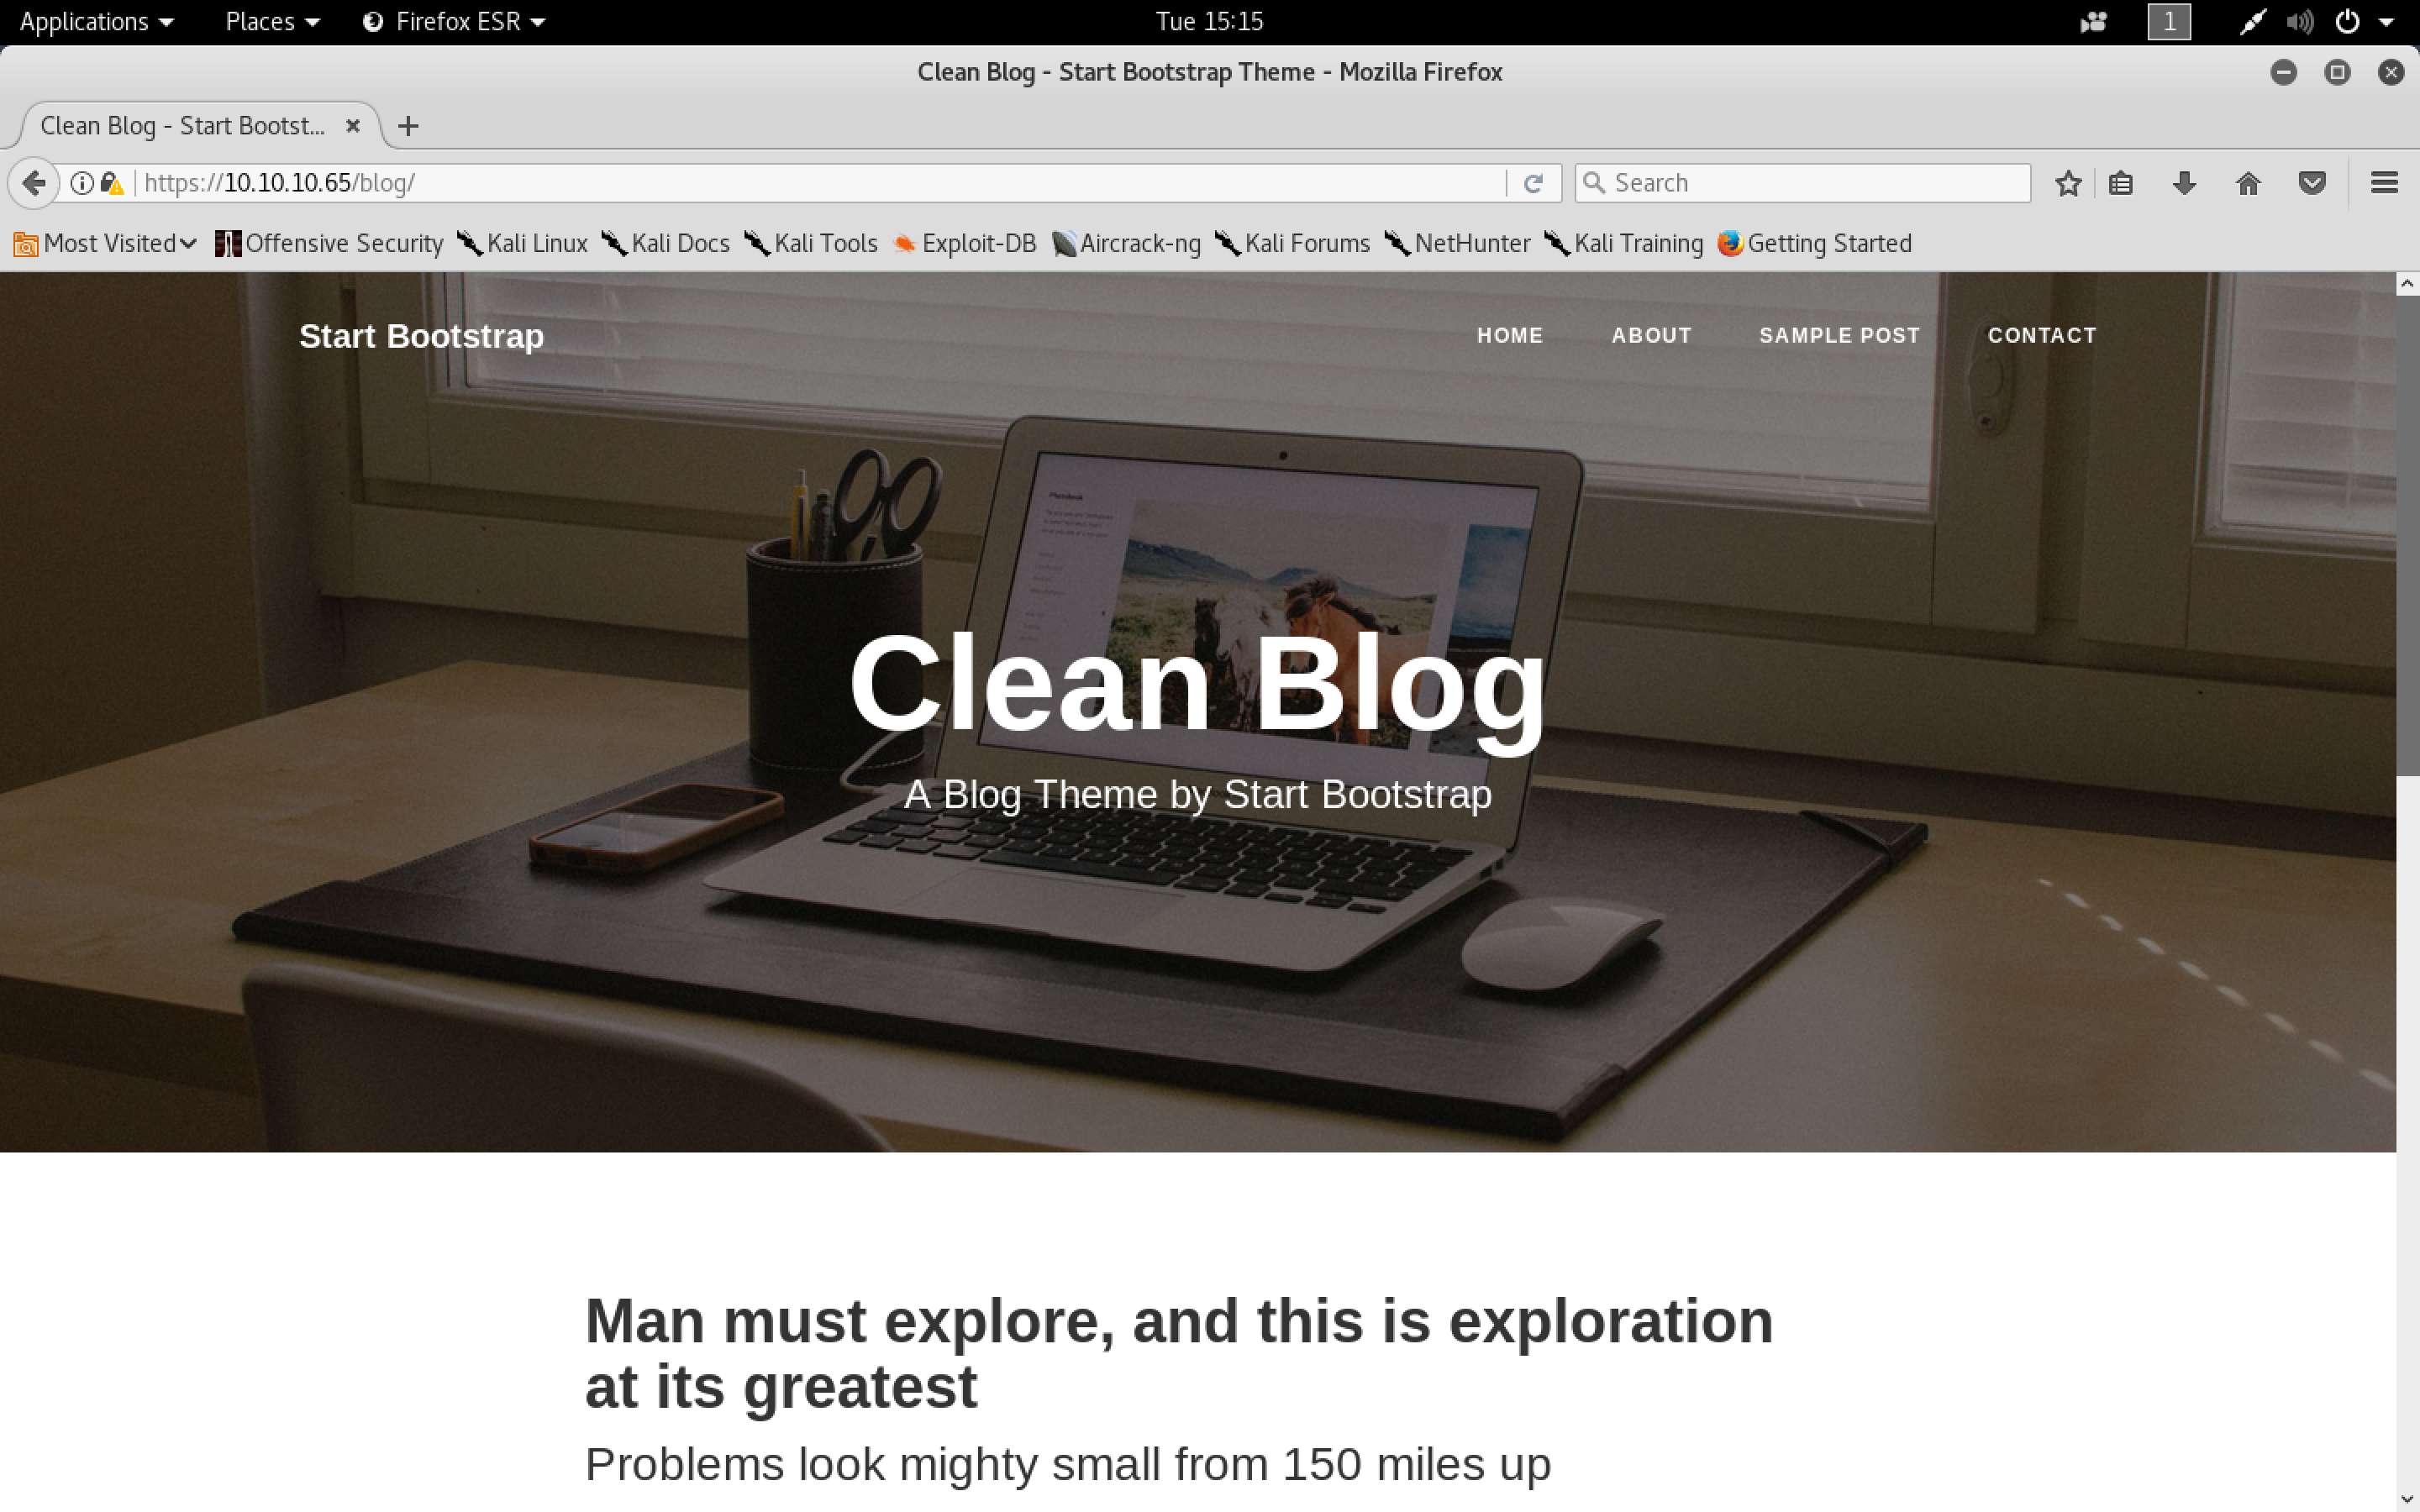 Applications Places Firefox ESR Tue 15:15 1
Clean Blog - Start Bootstrap Theme - Mozilla Firefox
Clean Blog - Start Bootst...
https://10.10.10.65/blog/ Search
Most Visited Offensive Security Kali Linux Kali Docs Kali Tools Exploit-DB Aircrack-ng Kali Forums NetHunter Kali Training Getting Started
Start Bootstrap HOME ABOUT SAMPLE POST CONTACT
Clean Blog
A Blog Theme by Start Bootstrap
Man must explore, and this is exploration
at its greatest
Problems look mighty small from 150 miles up